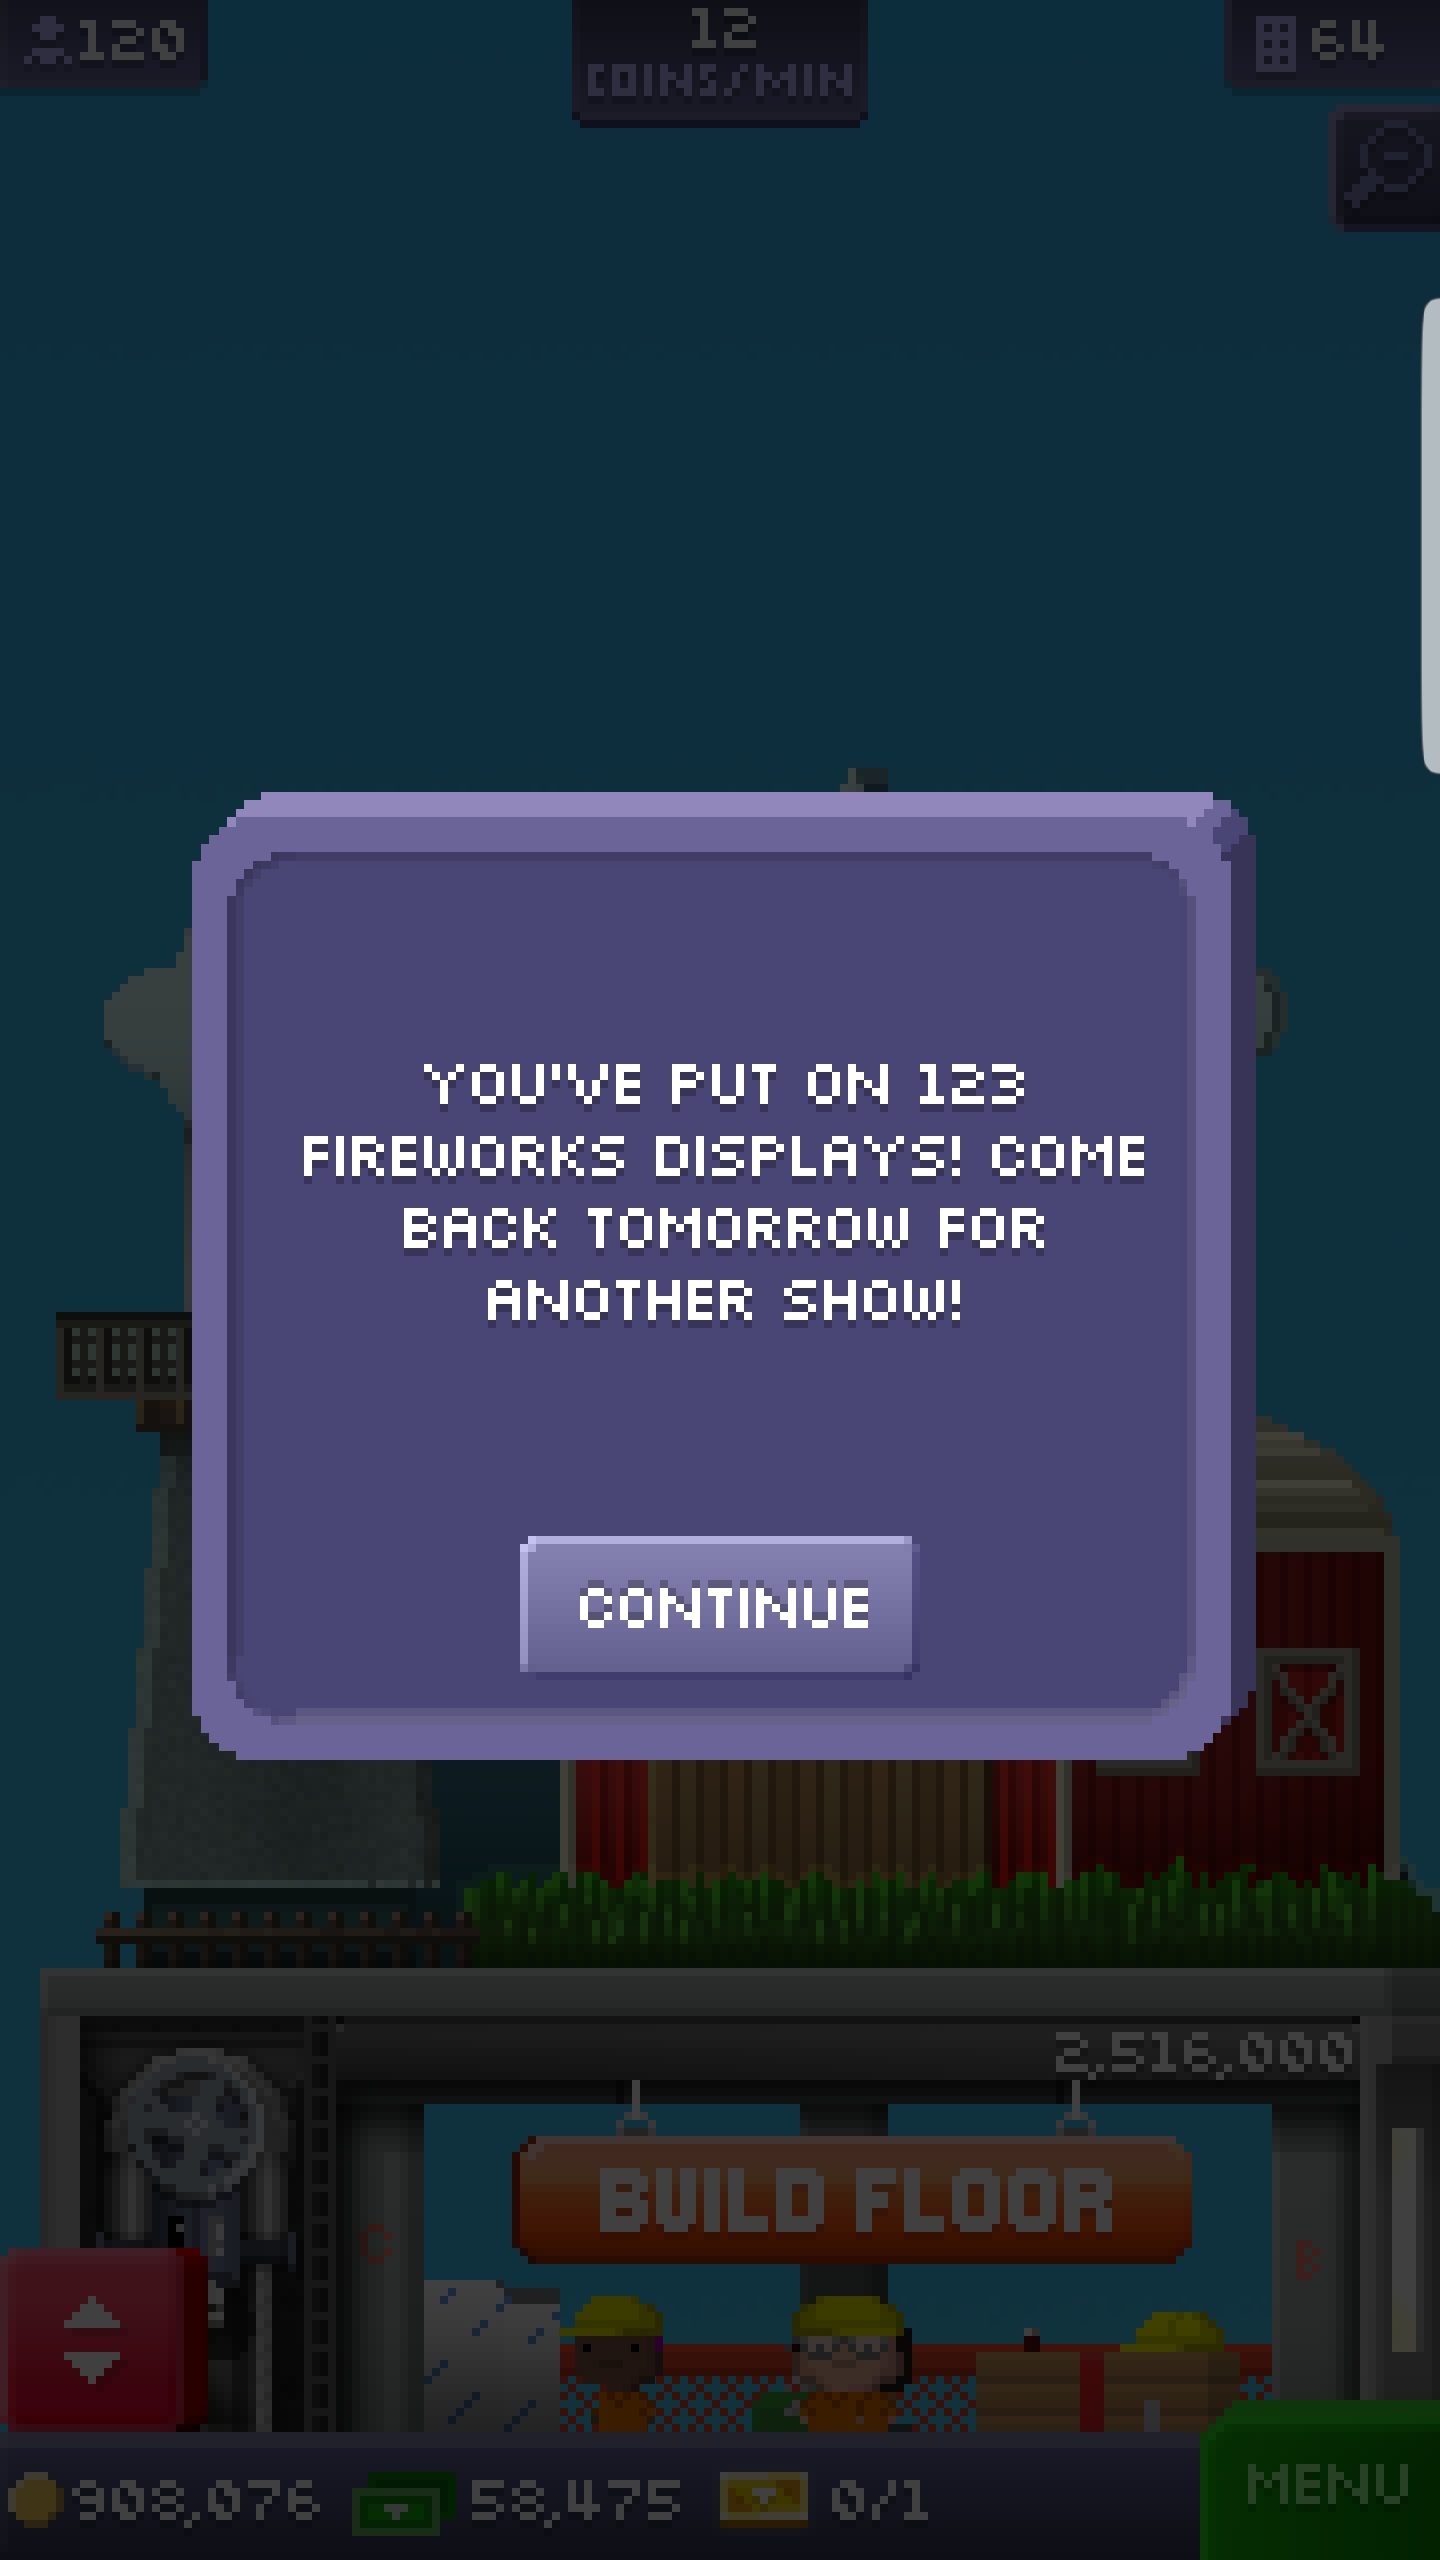 120
12
COINS/MIN
64
YOU'VE PUT ON 123
FIREWORKS DISPLAYS! COME
BACK TOMORROW FOR
ANOTHER SHOW!
CONTINUE
2,516,000
BUILD FLOOR
C
B
908,076
58,475
0/1
MENU